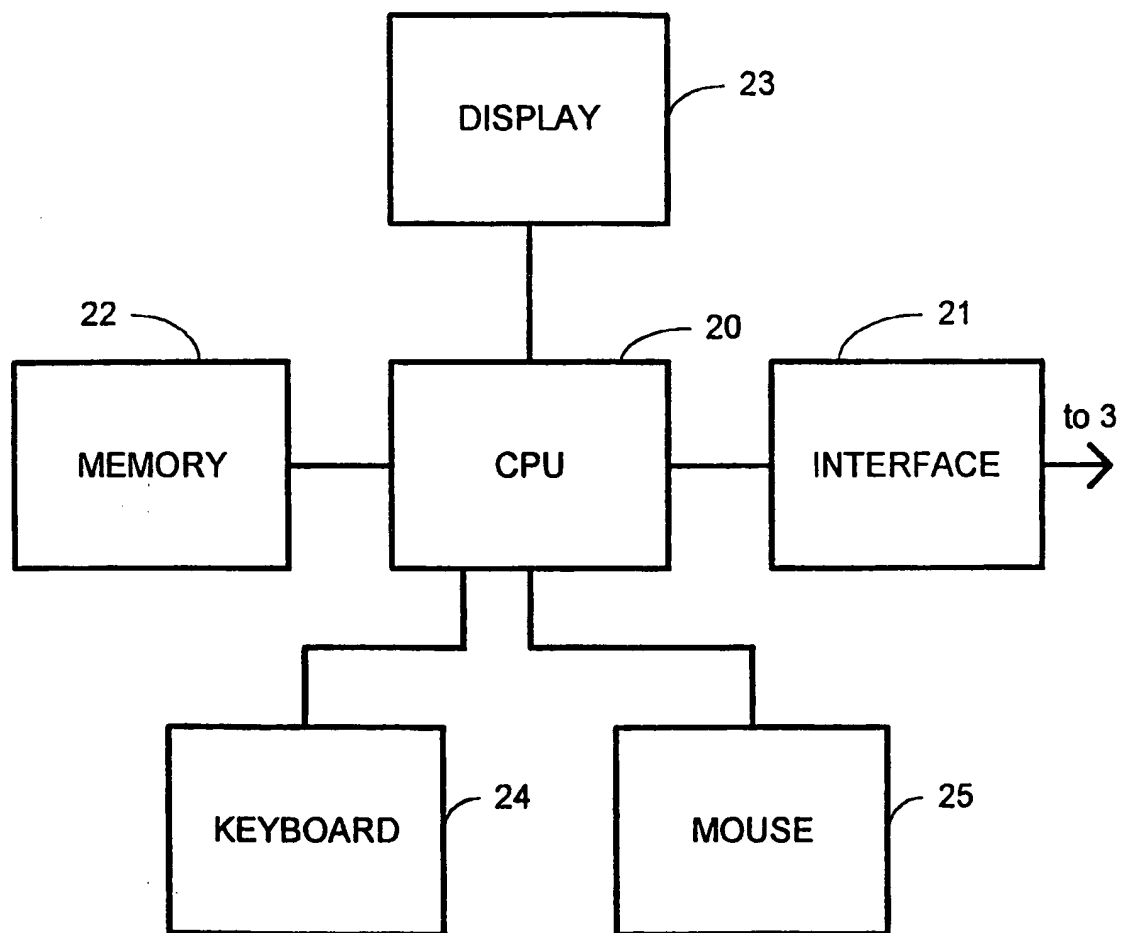 23
DISPLAY
22
20
21
to 3
MEMORY
CPU
INTERFACE
24
25
KEYBOARD
MOUSE